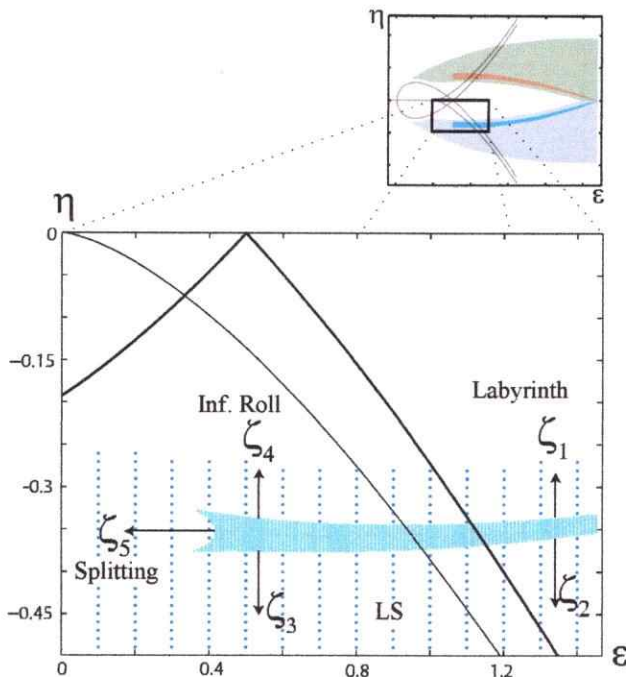 η
ε
η
0
-0.15
Inf. Roll
Labyrinth
ζ4
ζ1
-0.3
ζ5
Splitting
ζ3
LS
ζ2
-0.45
0
0.4
0.8
1.2
ε